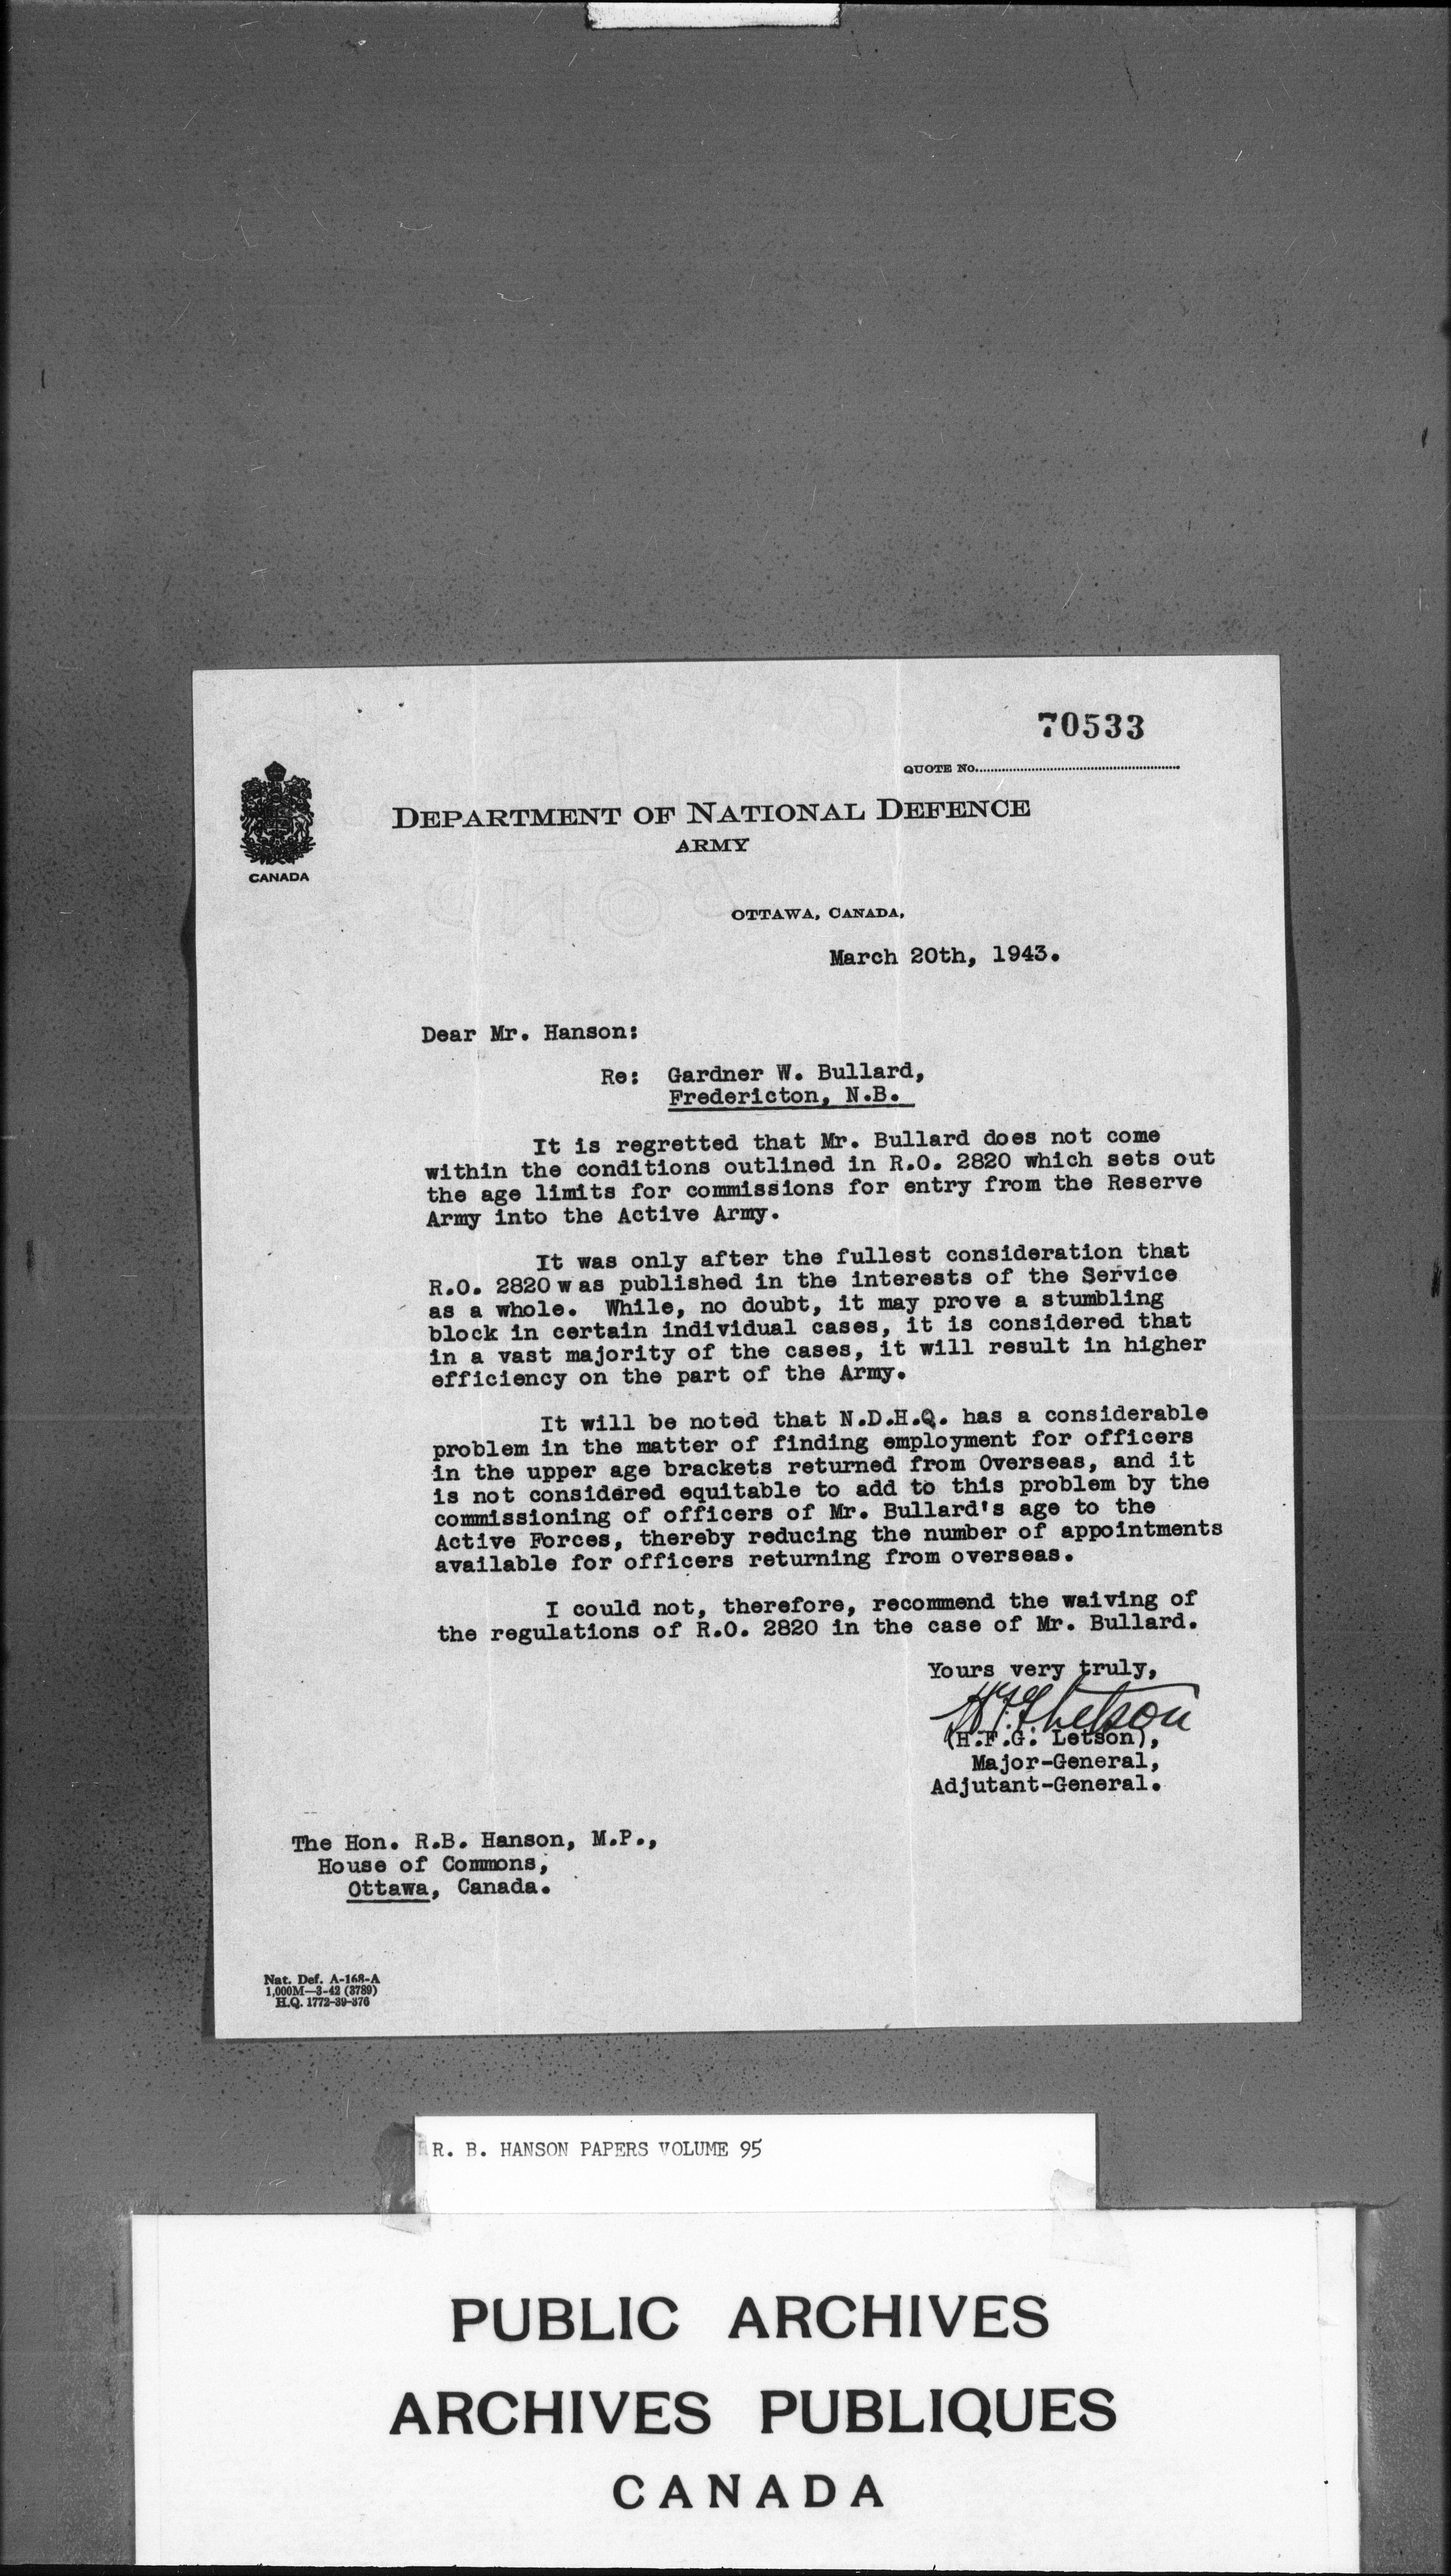 70533
QUOTE NO.
DEPARTMENT OF NATIONAL DEFENCE
ARMY
CANADA
OTTAWA, CANADA,
March 20th, 1943.
Dear Mr. Hanson:
Re: Gardner W. Bullard,
Fredericton, N.B.
It is regretted that Mr. Bullard does not come
within the conditions outlined in R.O. 2820 which sets out
the age limits for commissions for entry from the Reserve
Army into the Active Army.
It was only after the fullest consideration that
R.O. 2820 was published in the interests of the Service
as a whole. While, no doubt, it may prove a stumbling
block in certain individual cases, it is considered that
in a vast majority of the cases, it will result in higher
efficiency on the part of the Army.
It will be noted that N.D.H.Q. has a considerable
problem in the matter of finding employment for officers
in the upper age brackets returned from Overseas, and it
is not considered equitable to add to this problem by the
commissioning of officers of Mr. Bullard's age to the
Active Forces, thereby reducing the number of appointments
available for officers returning from overseas.
I could not, therefore, recommend the waiving of
the regulations of R.O. 2820 in the case of Mr. Bullard.
Yours very truly,
H.F.G. Letson
(H.F.G. Letson),
Major-General,
Adjutant-General.
The Hon. R.B. Hanson, M.P.,
House of Commons,
Ottawa, Canada.
Nat. Def. A-168-A
1,000M—3-42 (3789)
H.Q. 1772-39-376
R. B. HANSON PAPERS VOLUME 95
PUBLIC ARCHIVES
ARCHIVES PUBLIQUES
CANADA